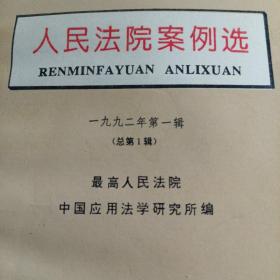 人民法院案例选
RENMINFAYUAN ANLIXUAN
一九九二年第一辑
（总第1辑）
最高人民法院
中国应用法学研究所编